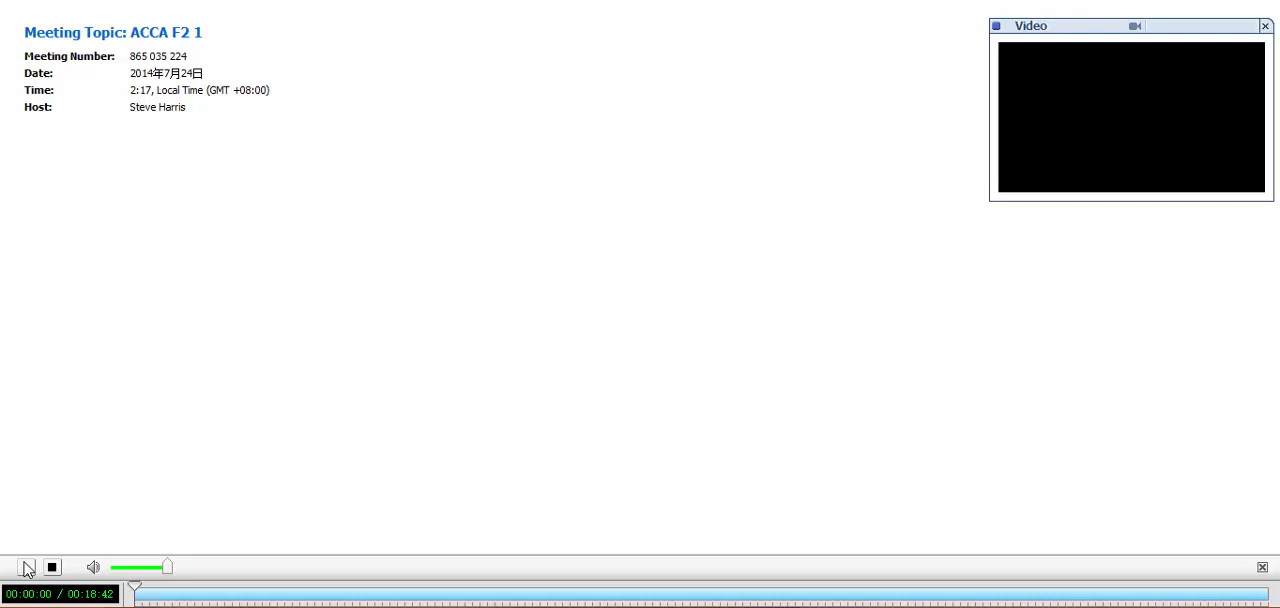 Meeting Topic: ACCA F2 1
Meeting Number: 865 035 224
Date: 2014年7月24日
Time: 2:17, Local Time (GMT +08:00)
Host: Steve Harris
Video
00:00:00 / 00:18:42